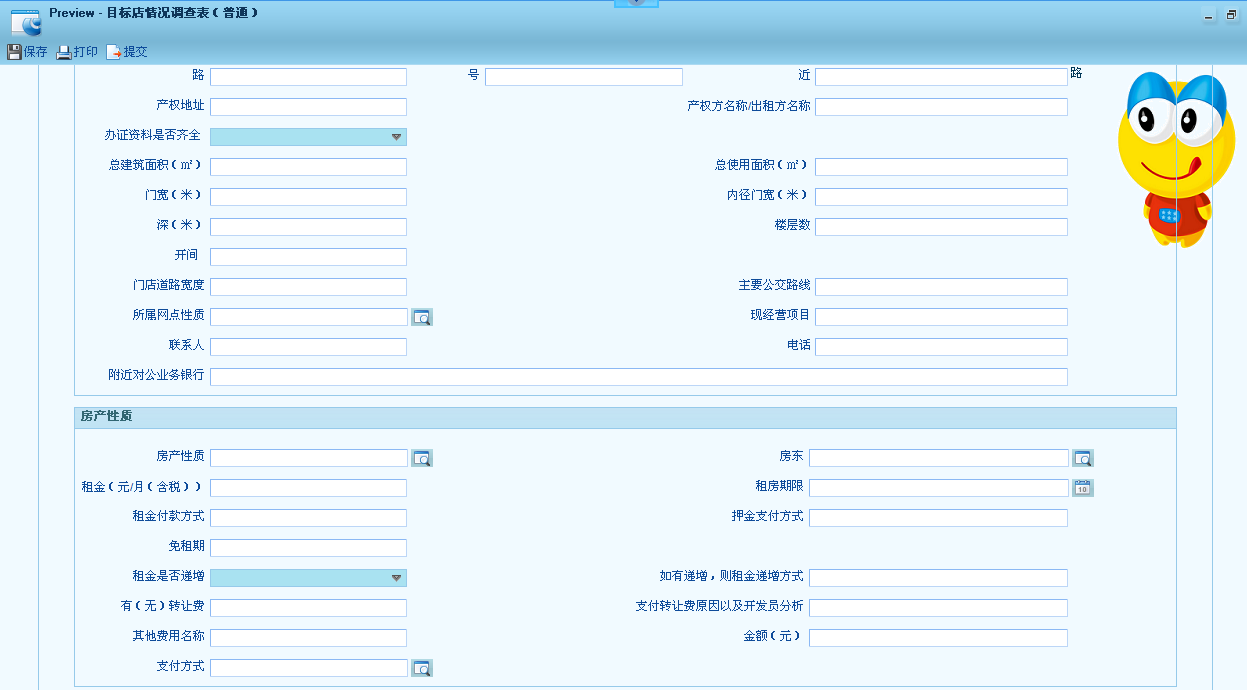 Preview - 目标店情况调查表（普通）
保存 打印 提交
路 号 近 路
产权地址 产权方名称/出租方名称
办证资料是否齐全
总建筑面积（㎡） 总使用面积（㎡）
门宽（米） 内径门宽（米）
深（米） 楼层数
开间
门店道路宽度 主要公交路线
所属网点性质 现经营项目
联系人 电话
附近对公业务银行
房产性质
房产性质 房东
租金（元/月（含税）） 租房期限
10
租金付款方式 押金支付方式
免租期
租金是否递增 如有递增，则租金递增方式
有（无）转让费 支付转让费原因以及开发员分析
其他费用名称 金额（元）
支付方式